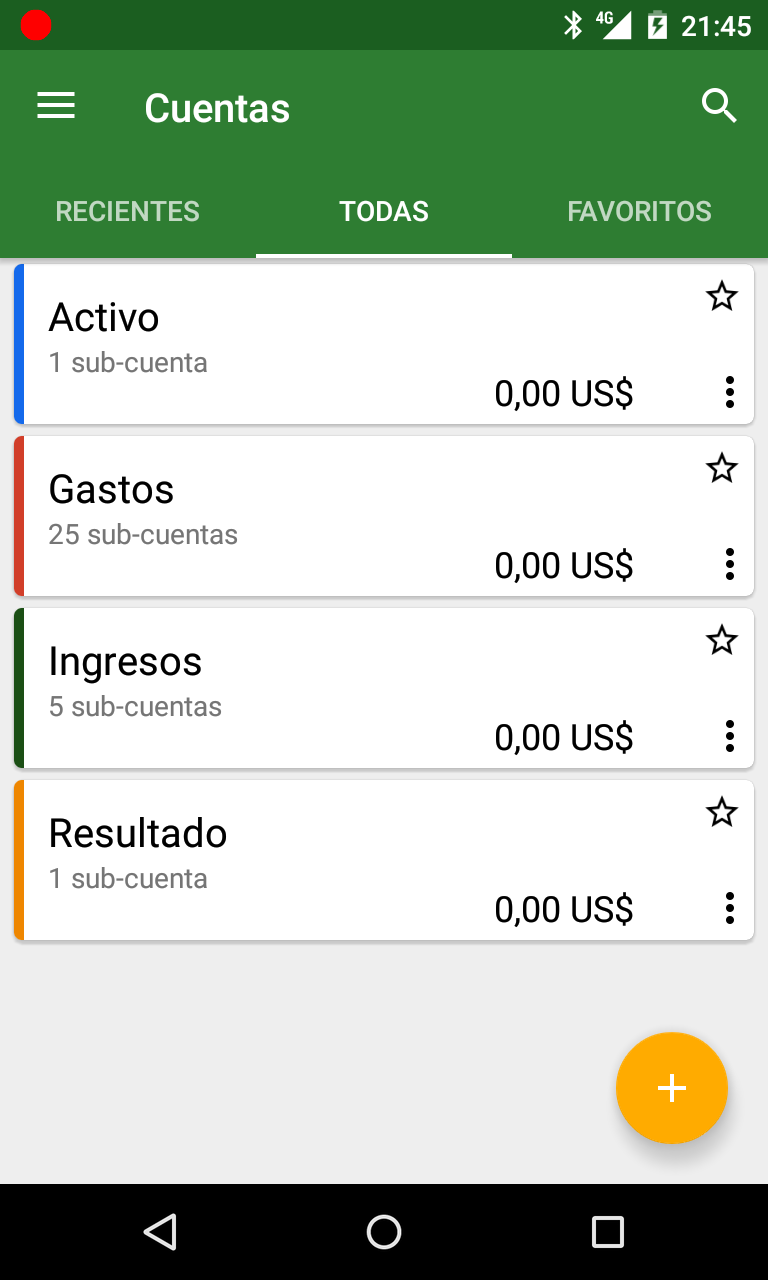 4G 21:45
Cuentas
RECIENTES TODAS FAVORITOS
Activo
1 sub-cuenta
0,00 US$
Gastos
25 sub-cuentas
0,00 US$
Ingresos
5 sub-cuentas
0,00 US$
Resultado
1 sub-cuenta
0,00 US$